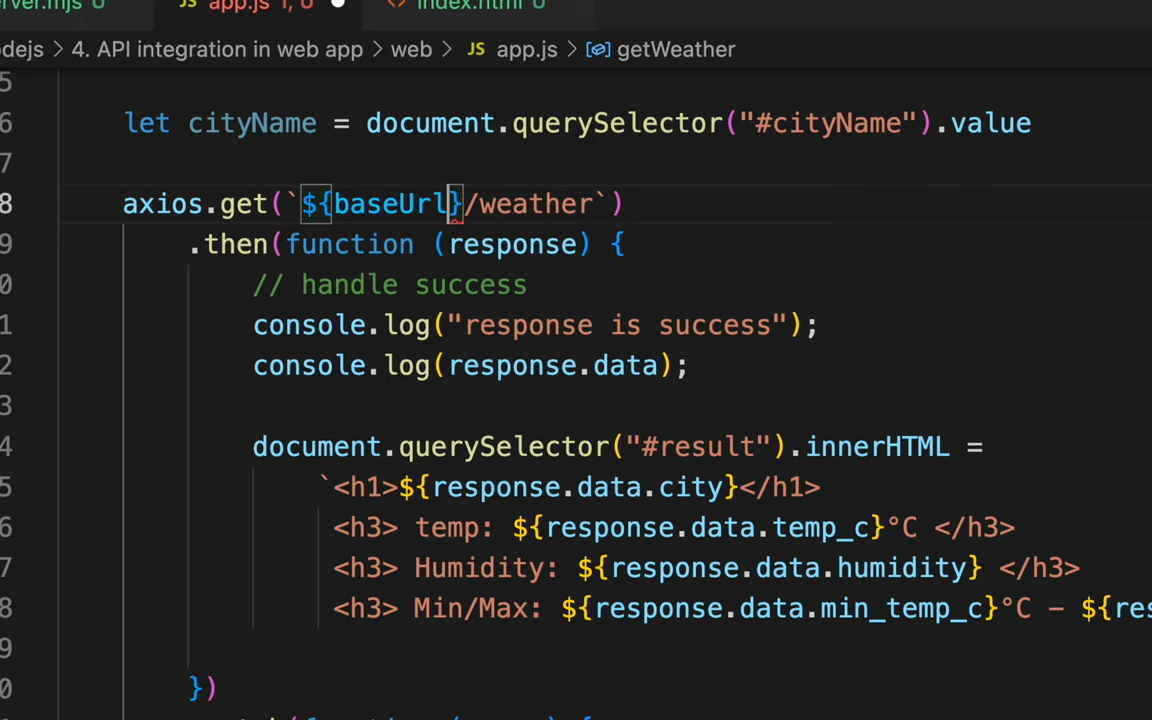 erver.mjs U JS app.js 1, U <> index.html U
odejs > 4. API integration in web app > web > JS app.js > getWeather
5
6 let cityName = document.querySelector("#cityName").value
7
8 axios.get(`${baseUrl}/weather`)
9 .then(function (response) {
0 // handle success
1 console.log("response is success");
2 console.log(response.data);
3
4 document.querySelector("#result").innerHTML =
5 `<h1>${response.data.city}</h1>
6 <h3> temp: ${response.data.temp_c}°C </h3>
7 <h3> Humidity: ${response.data.humidity} </h3>
8 <h3> Min/Max: ${response.data.min_temp_c}°C - ${res
9
0 })